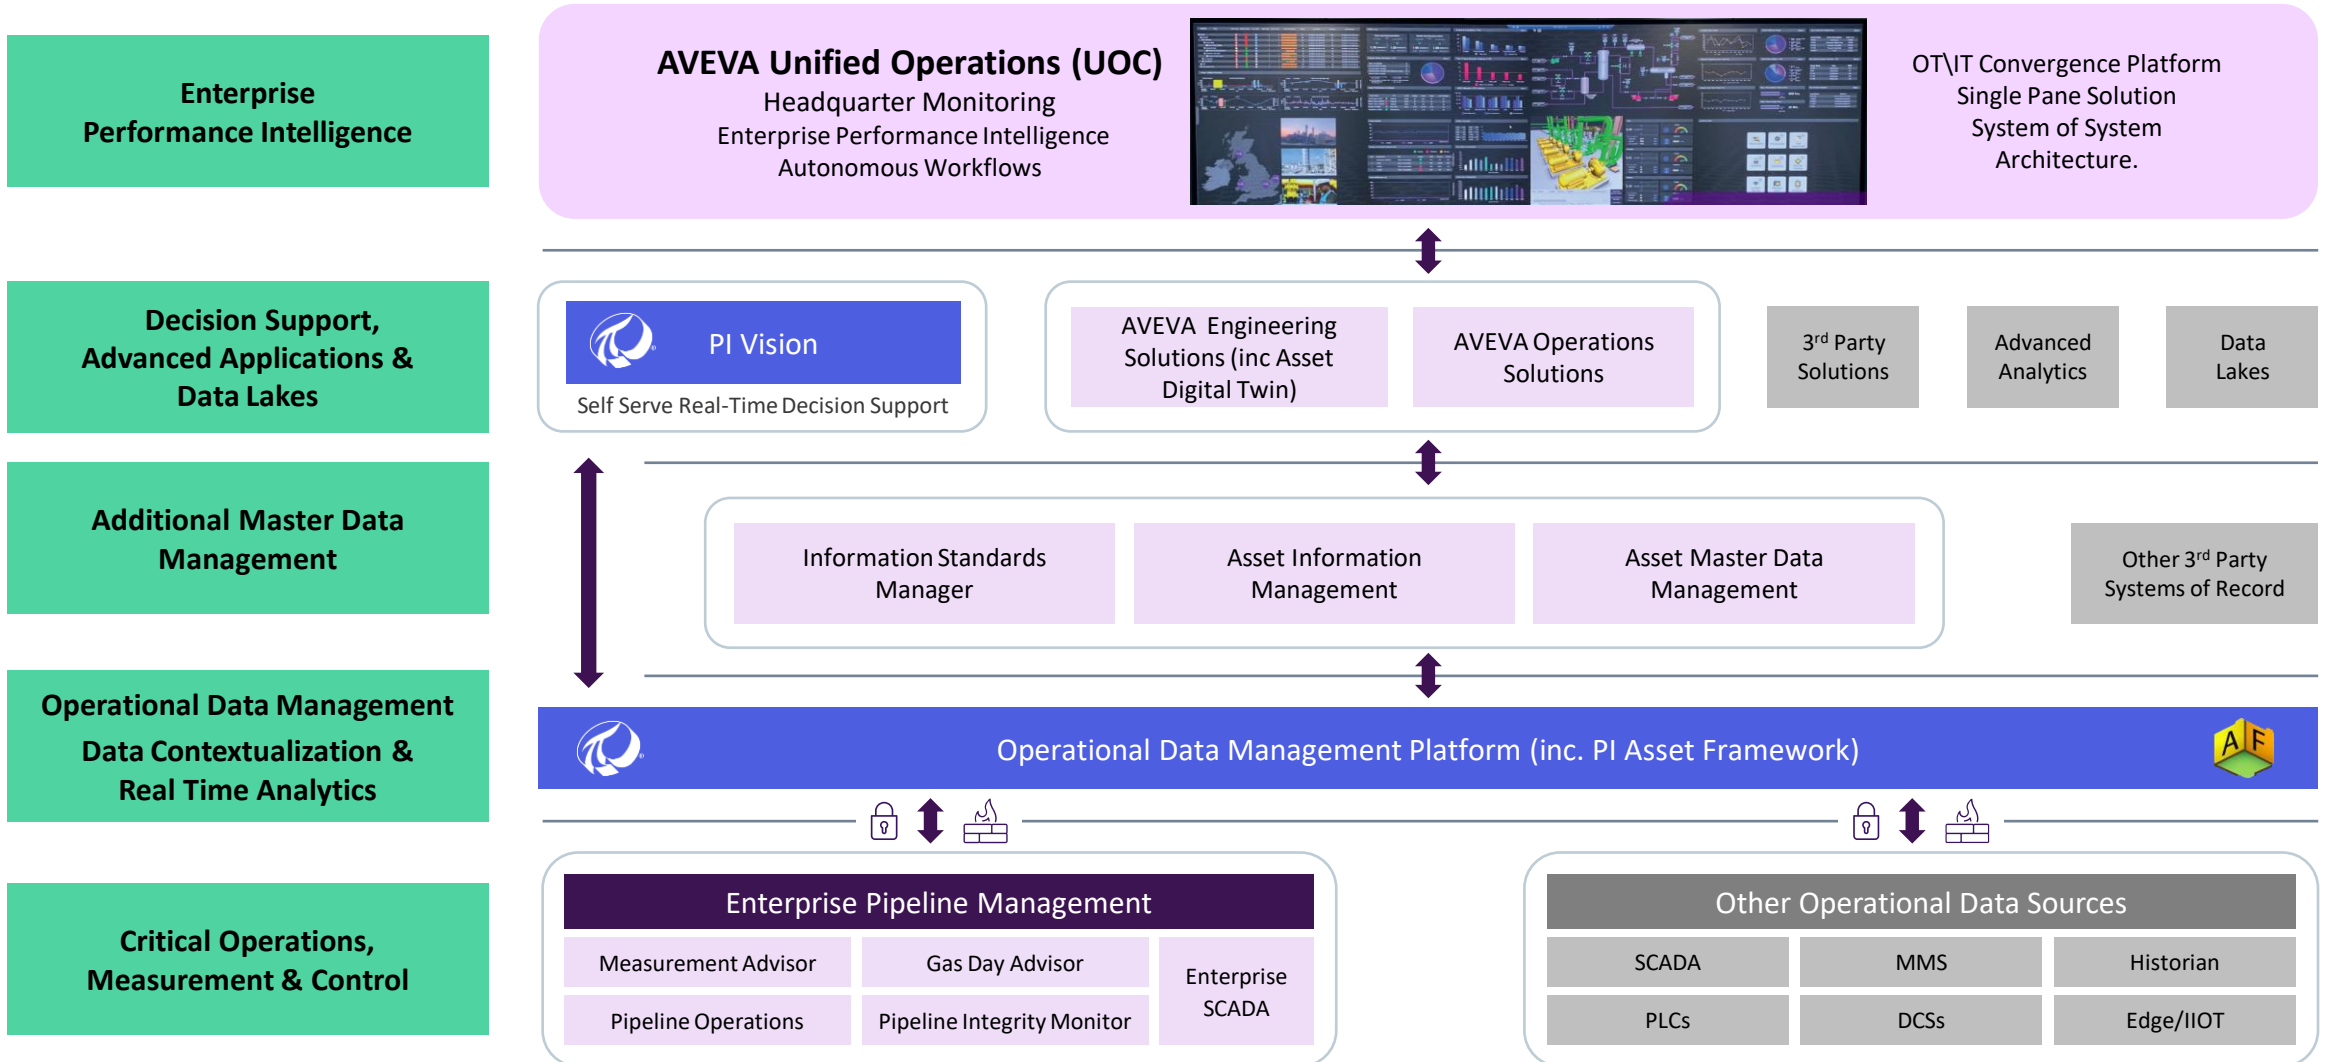 Enterprise
Performance Intelligence
AVEVA Unified Operations (UOC)
Headquarter Monitoring
Enterprise Performance Intelligence
Autonomous Workflows
OT\IT Convergence Platform
Single Pane Solution
System of System
Architecture.
Decision Support,
Advanced Applications &
Data Lakes
PI Vision
Self Serve Real-Time Decision Support
AVEVA Engineering
Solutions (inc Asset
Digital Twin)
AVEVA Operations
Solutions
3rd Party
Solutions
Advanced
Analytics
Data
Lakes
Additional Master Data
Management
Information Standards
Manager
Asset Information
Management
Asset Master Data
Management
Other 3rd Party
Systems of Record
Operational Data Management
Data Contextualization &
Real Time Analytics
Operational Data Management Platform (inc. PI Asset Framework)
AF
Critical Operations,
Measurement & Control
Enterprise Pipeline Management
Measurement Advisor
Gas Day Advisor
Enterprise
SCADA
Pipeline Operations
Pipeline Integrity Monitor
Other Operational Data Sources
SCADA
MMS
Historian
PLCs
DCSs
Edge/IIOT